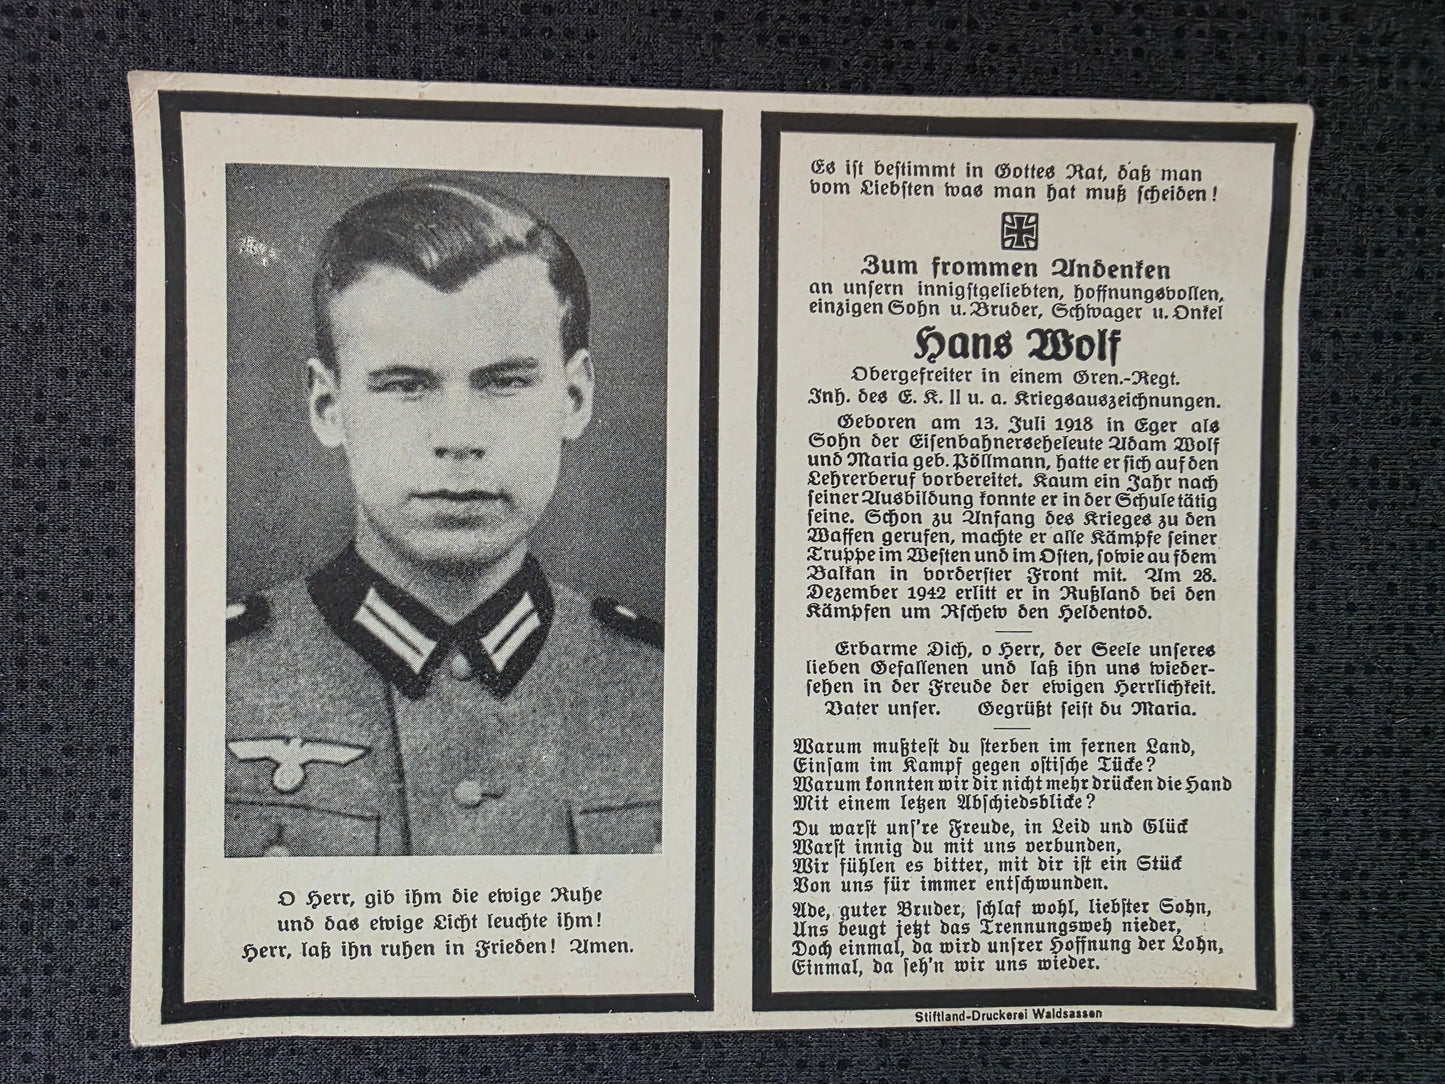 O Herr, gib ihm die ewige Ruhe
und das ewige Licht leuchte ihm!
Herr, laß ihn ruhen in Frieden! Amen.
Es ist bestimmt in Gottes Rat, daß man
vom Liebsten was man hat muß scheiden!
Zum frommen Andenken
an unsern innigstgeliebten, hoffnungsvollen,
einzigen Sohn u. Bruder, Schwager u. Onkel
Hans Wolf
Obergefreiter in einem Gren.-Regt.
Inh. des E. K. II u. a. Kriegsauszeichnungen.
Geboren am 13. Juli 1918 in Eger als
Sohn der Eisenbahnerseheleute Adam Wolf
und Maria geb. Pöllmann, hatte er sich auf den
Lehrerberuf vorbereitet. Kaum ein Jahr nach
seiner Ausbildung konnte er in der Schule tätig
seine. Schon zu Anfang des Krieges zu den
Waffen gerufen, machte er alle Kämpfe seiner
Truppe im Westen und im Osten, sowie auf dem
Balkan in vorderster Front mit. Am 28.
Dezember 1942 erlitt er in Rußland bei den
Kämpfen um Rschew den Heldentod.
Erbarme Dich, o Herr, der Seele unseres
lieben Gefallenen und laß ihn uns wieder-
sehen in der Freude der ewigen Herrlichkeit.
Vater unser. Gegrüßt seist du Maria.
Warum mußtest du sterben im fernen Land,
Einsam im Kampf gegen ostische Tücke?
Warum konnten wir dir nicht mehr drücken die Hand
Mit einem letzen Abschiedsblicke?
Du warst uns're Freude, in Leid und Glück
Warst innig du mit uns verbunden,
Wir fühlen es bitter, mit dir ist ein Stück
Von uns für immer entschwunden.
Ade, guter Bruder, schlaf wohl, liebster Sohn,
Uns beugt jetzt das Trennungsweh nieder,
Doch einmal, da wird unsrer Hoffnung der Lohn,
Einmal, da seh'n wir uns wieder.
Stiftland-Druckerei Waldsassen